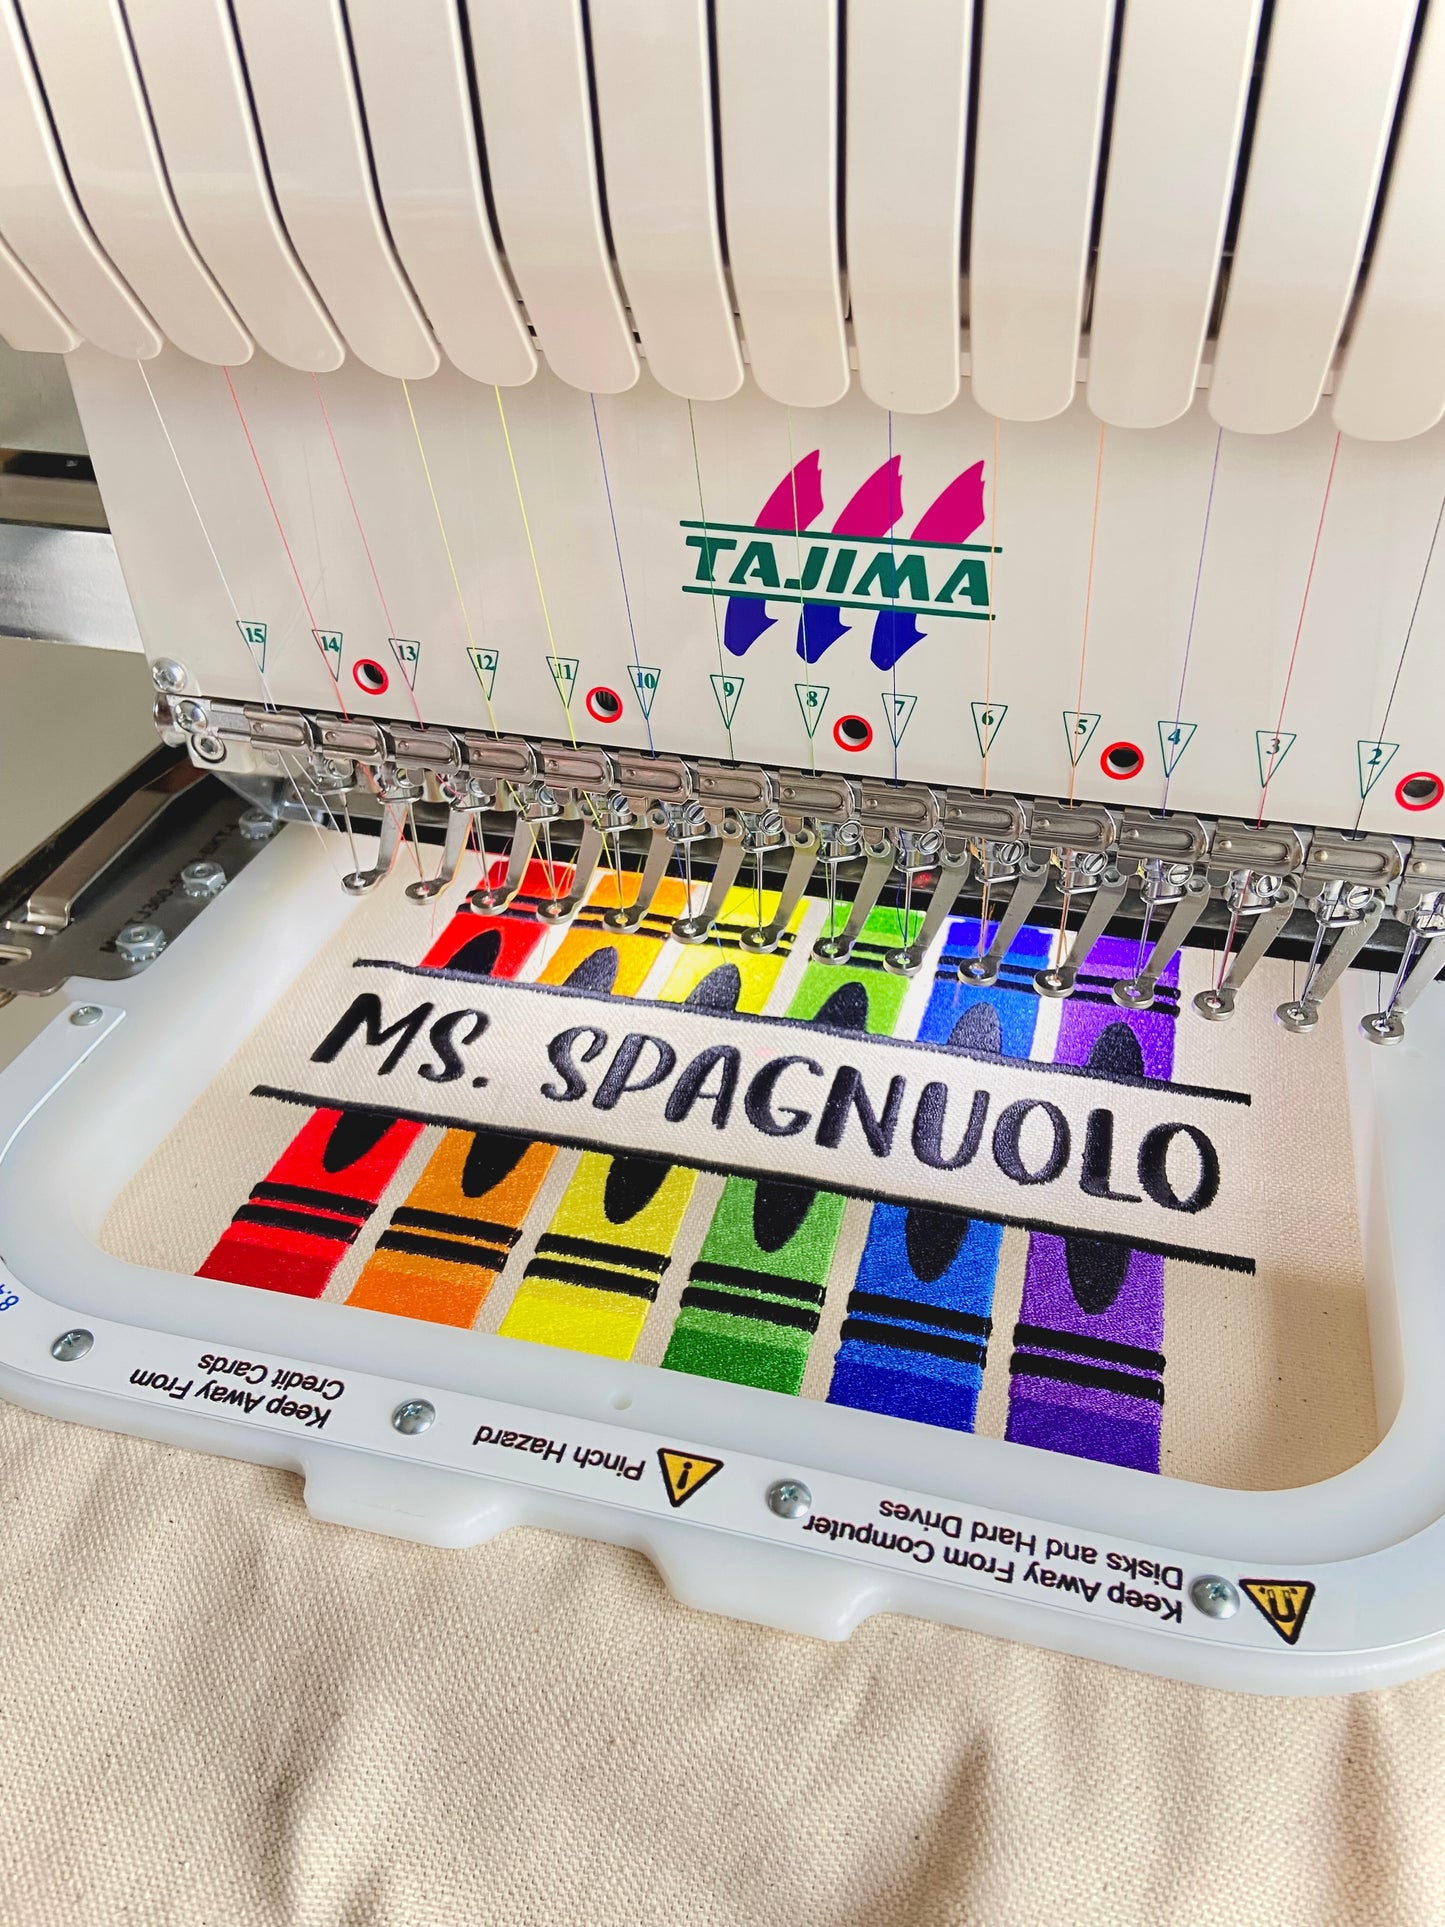 TAJIMA
15 14 13 12 11 10 9 8 7 6 5 4 3 2
MS. SPAGNUOLO
Keep Away From
Credit Cards
Pinch Hazard
Keep Away From Computer
Disks and Hard Drives